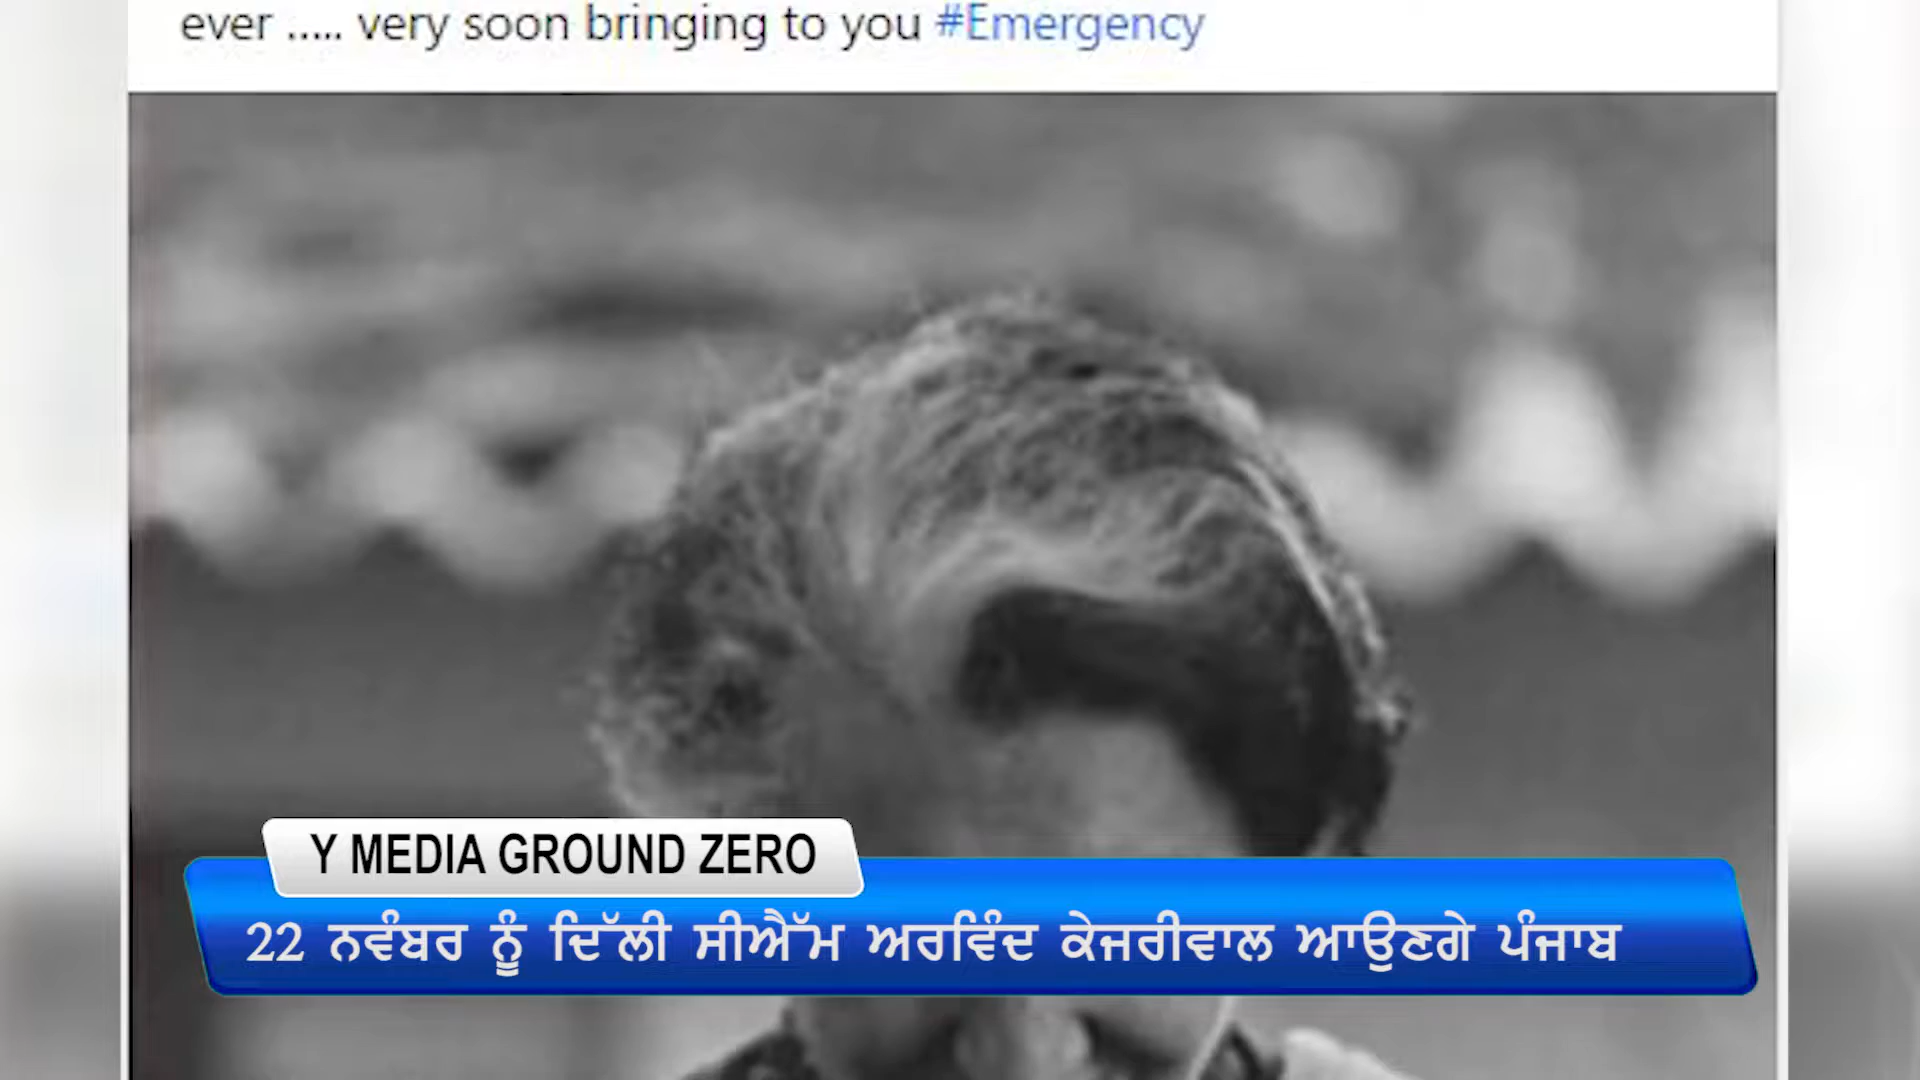 ever ..... very soon bringing to you #Emergency
Y MEDIA GROUND ZERO
22 ਨਵੰਬਰ ਨੂੰ ਦਿੱਲੀ ਸੀਐੱਮ ਅਰਵਿੰਦ ਕੇਜਰੀਵਾਲ ਆਉਣਗੇ ਪੰਜਾਬ